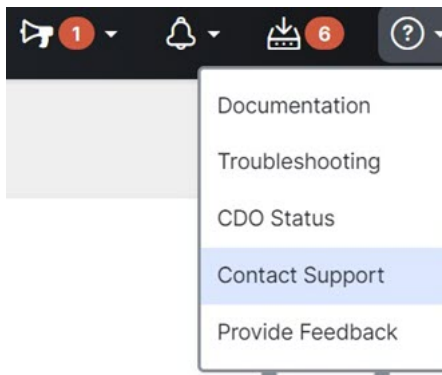 1 6 ?
Documentation
Troubleshooting
CDO Status
Contact Support
Provide Feedback